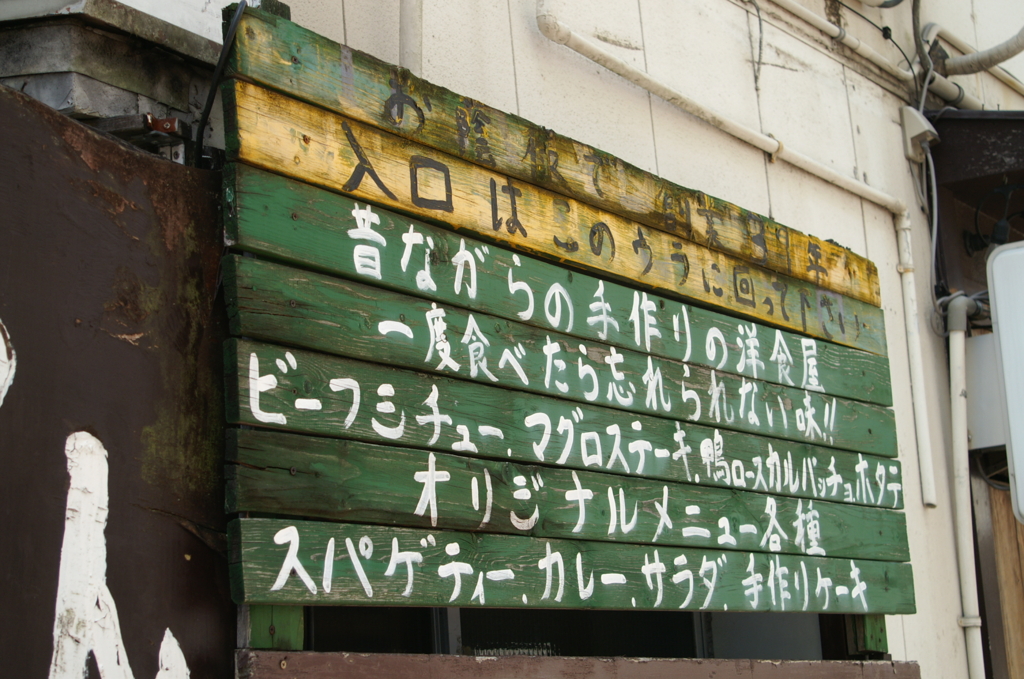 お陰様で創業31年
入口はこのウラに回って下さい
昔ながらの手作りの洋食屋
一度食べたら忘れられない味!!
ビーフシチュー.マグロステーキ.鴨ロースカルパッチョホタテ
オリジナルメニュー各種
スパゲティー.カレー.サラダ.手作りケーキ